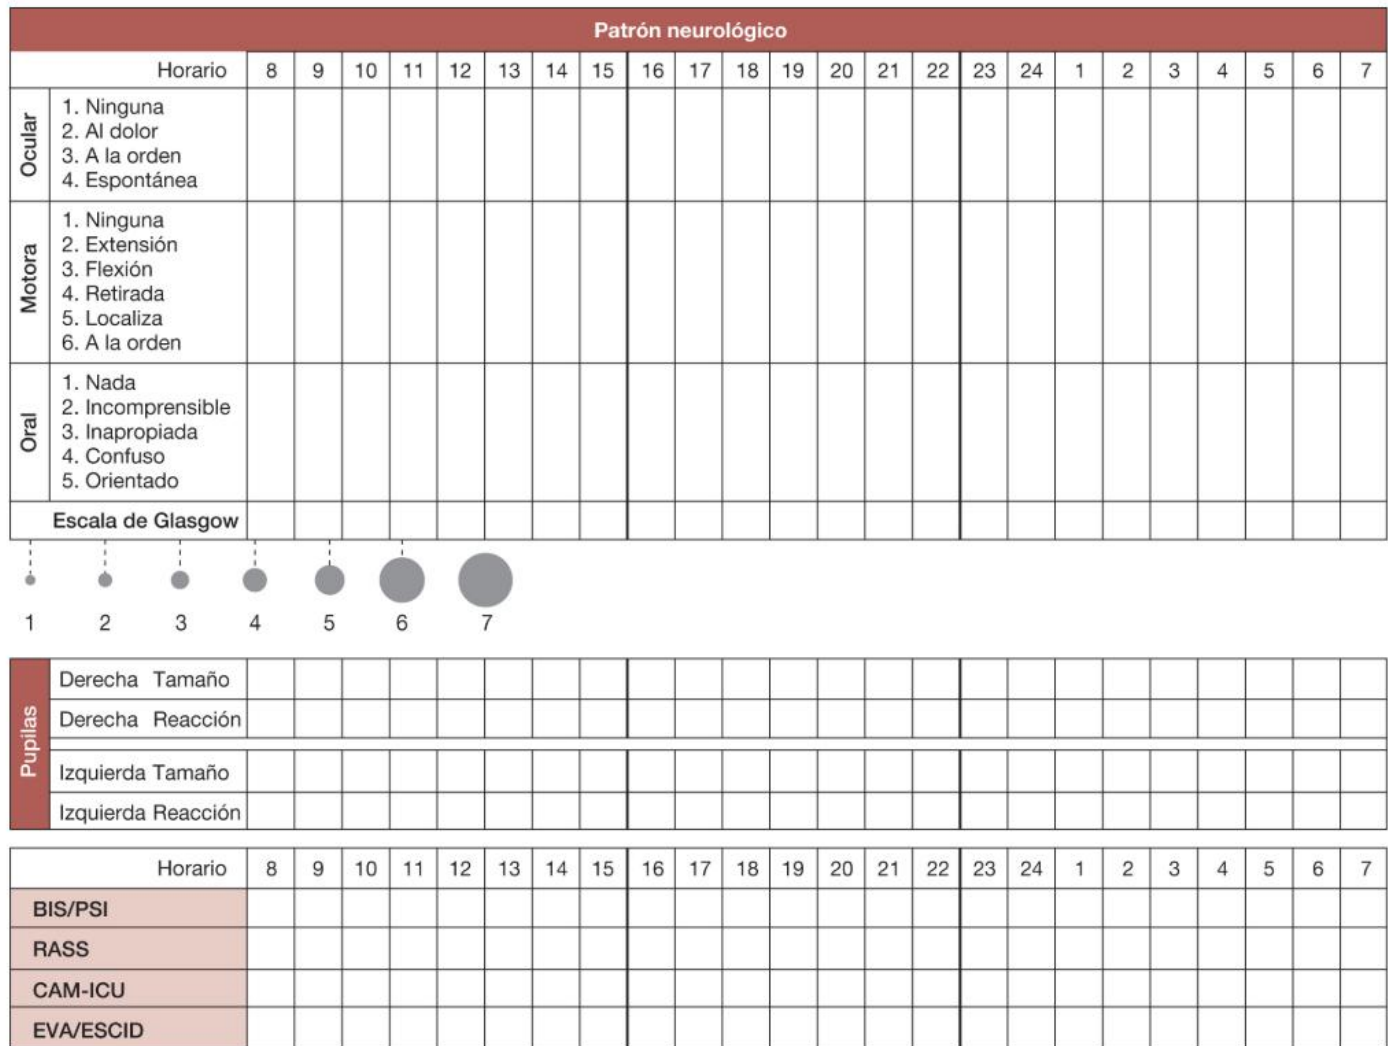 Patrón neurológico
Horario 8 9 10 11 12 13 14 15 16 17 18 19 20 21 22 23 24 1 2 3 4 5 6 7
Ocular
1. Ninguna
2. Al dolor
3. A la orden
4. Espontánea
Motora
1. Ninguna
2. Extensión
3. Flexión
4. Retirada
5. Localiza
6. A la orden
Oral
1. Nada
2. Incomprensible
3. Inapropiada
4. Confuso
5. Orientado
Escala de Glasgow
1 2 3 4 5 6 7
Pupilas
Derecha Tamaño
Derecha Reacción
Izquierda Tamaño
Izquierda Reacción
Horario 8 9 10 11 12 13 14 15 16 17 18 19 20 21 22 23 24 1 2 3 4 5 6 7
BIS/PSI
RASS
CAM-ICU
EVA/ESCID